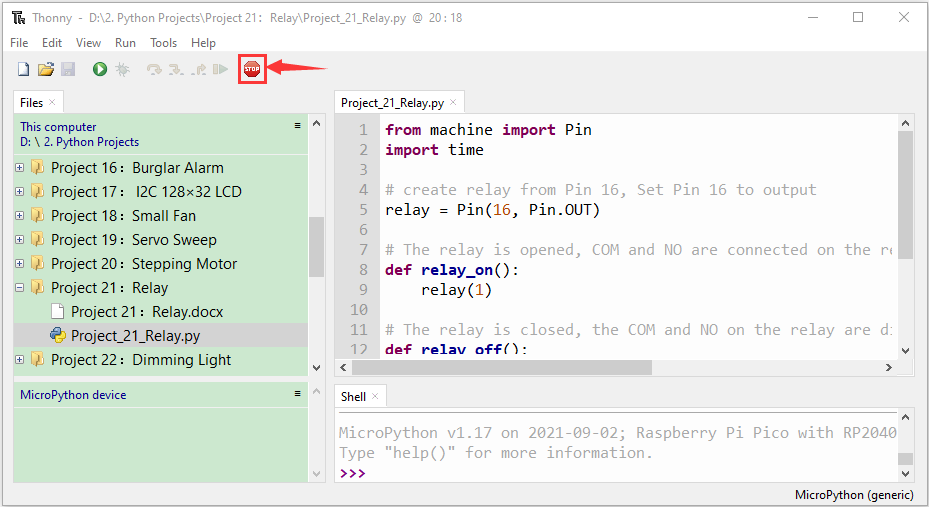 Thonny - D:\2. Python Projects\Project 21：Relay\Project_21_Relay.py @ 20 : 18
File Edit View Run Tools Help
STOP
Files
This computer
D: \ 2. Python Projects
Project 16：Burglar Alarm
Project 17： I2C 128×32 LCD
Project 18：Small Fan
Project 19：Servo Sweep
Project 20：Stepping Motor
Project 21：Relay
Project 21：Relay.docx
Project_21_Relay.py
Project 22：Dimming Light
MicroPython device
Project_21_Relay.py
1 from machine import Pin
2 import time
3
4 # create relay from Pin 16, Set Pin 16 to output
5 relay = Pin(16, Pin.OUT)
6
7 # The relay is opened, COM and NO are connected on the re
8 def relay_on():
9 relay(1)
10
11 # The relay is closed, the COM and NO on the relay are di
12 def relay_off():
Shell
MicroPython v1.17 on 2021-09-02; Raspberry Pi Pico with RP2040
Type "help()" for more information.
>>>
MicroPython (generic)